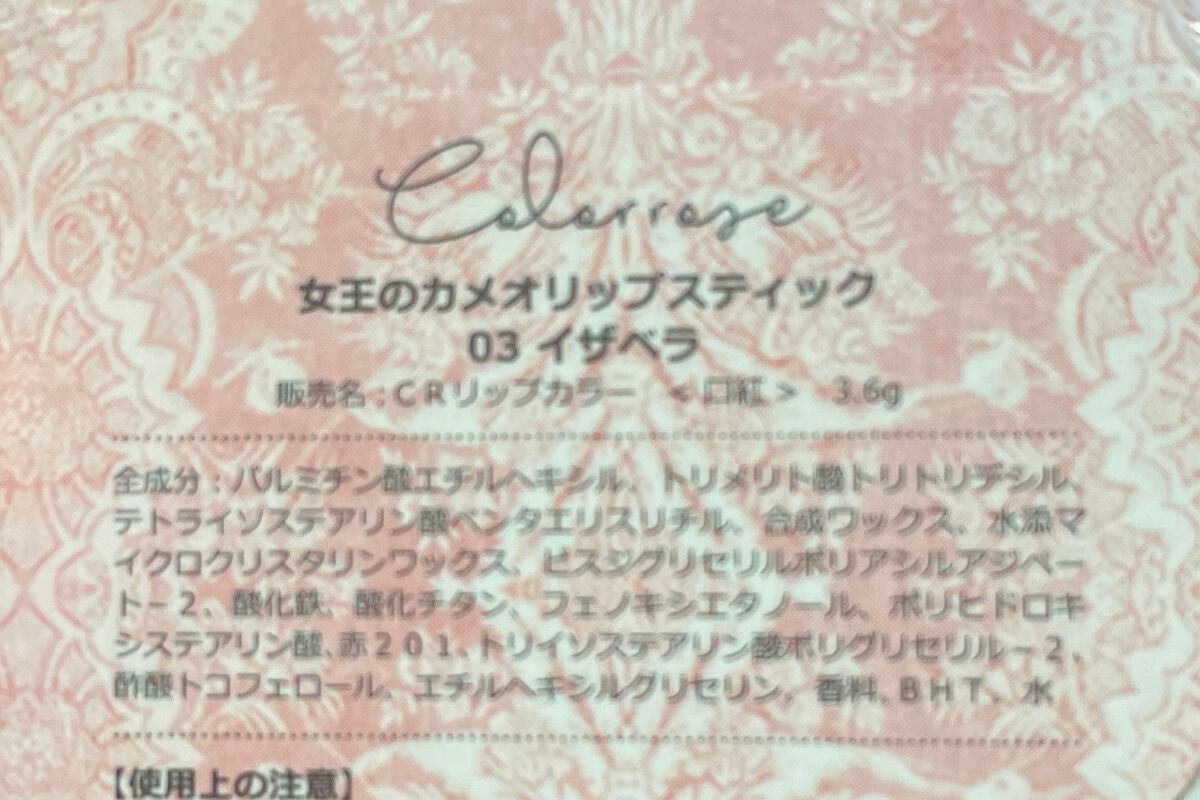 Colorrose
女王のカメオリップスティック
03 イザベラ
販売名：ＣＲリップカラー ＜口紅＞ 3.6g
全成分：パルミチン酸エチルヘキシル、トリメリト酸トリトリデシル、
テトライソステアリン酸ペンタエリスリチル、合成ワックス、水添マ
イクロクリスタリンワックス、ビスジグリセリルポリアシルアジペー
ト－２、酸化鉄、酸化チタン、フェノキシエタノール、ポリヒドロキ
システアリン酸、赤２０１、トリイソステアリン酸ポリグリセリル－２、
酢酸トコフェロール、エチルヘキシルグリセリン、香料、ＢＨＴ、水
【使用上の注意】